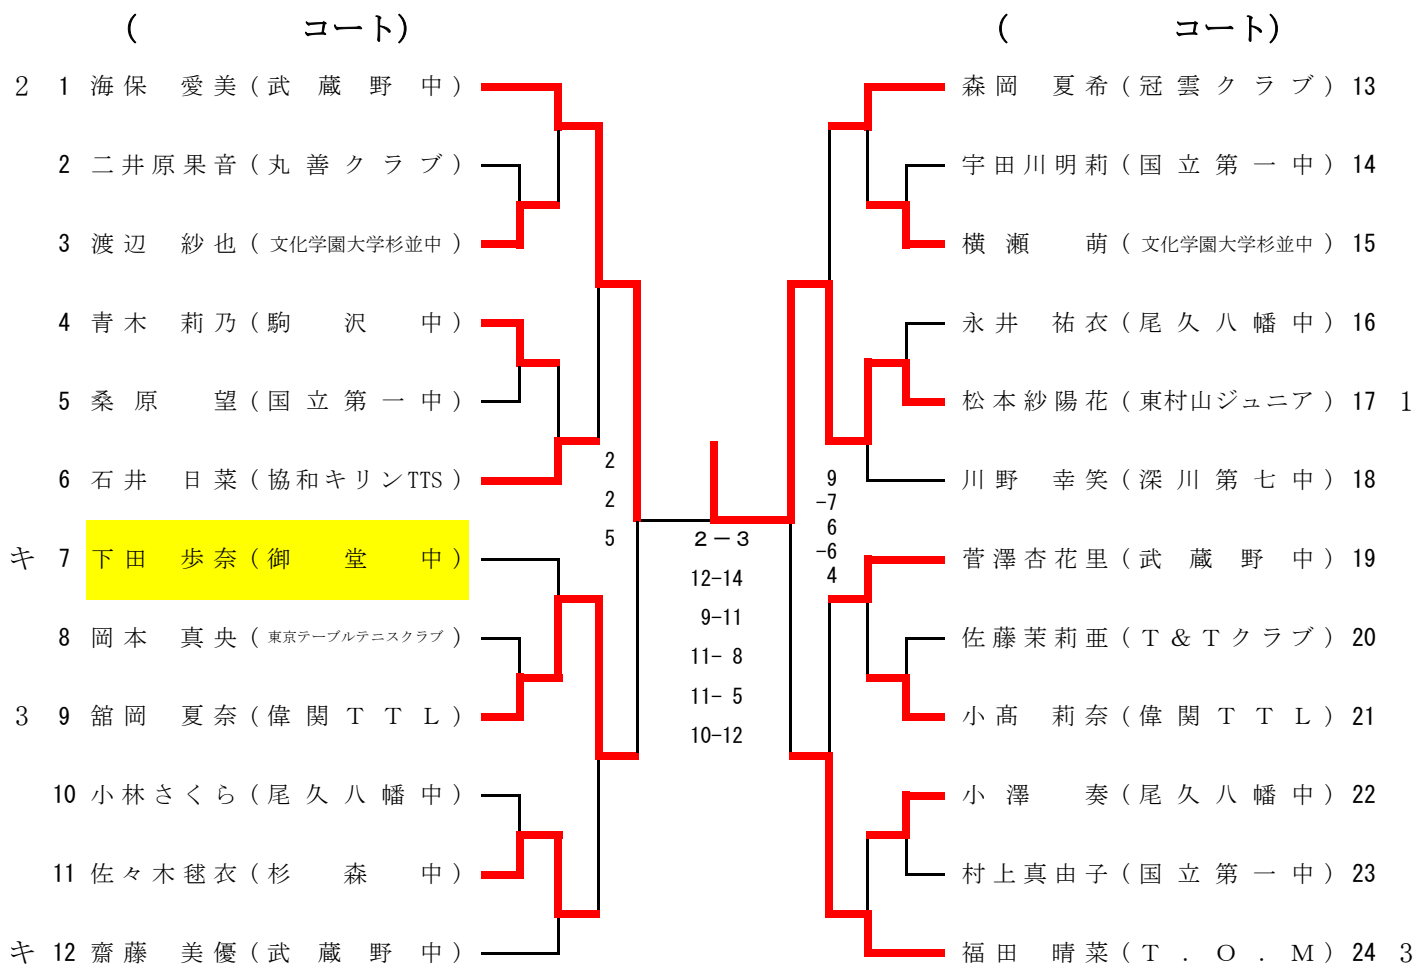 ( コート)
2 1 海保 愛美 (武蔵野中)
2 二井原果音 (丸善クラブ)
3 渡辺 紗也 (文化学園大学杉並中)
4 青木 莉乃 (駒沢中)
5 桑原 望 (国立第一中)
6 石井 日菜 (協和キリンTTS)
キ 7 下田 歩奈 (御堂中)
8 岡本 真央 (東京テーブルテニスクラブ)
3 9 舘岡 夏奈 (偉関TTL)
10 小林さくら (尾久八幡中)
11 佐々木毬衣 (杉森中)
キ 12 齋藤 美優 (武蔵野中)
2
2
5
2-3
12-14
9-11
11- 8
11- 5
10-12
9
-7
6
-6
4
( コート)
森岡 夏希 (冠雲クラブ) 13
宇田川明莉 (国立第一中) 14
横瀬 萌 (文化学園大学杉並中) 15
永井 祐衣 (尾久八幡中) 16
松本紗陽花 (東村山ジュニア) 17 1
川野 幸笑 (深川第七中) 18
菅澤杏花里 (武蔵野中) 19
佐藤茉莉亜 (T&Tクラブ) 20
小髙 莉奈 (偉関TTL) 21
小澤 奏 (尾久八幡中) 22
村上真由子 (国立第一中) 23
福田 晴菜 (T.O.M) 24 3